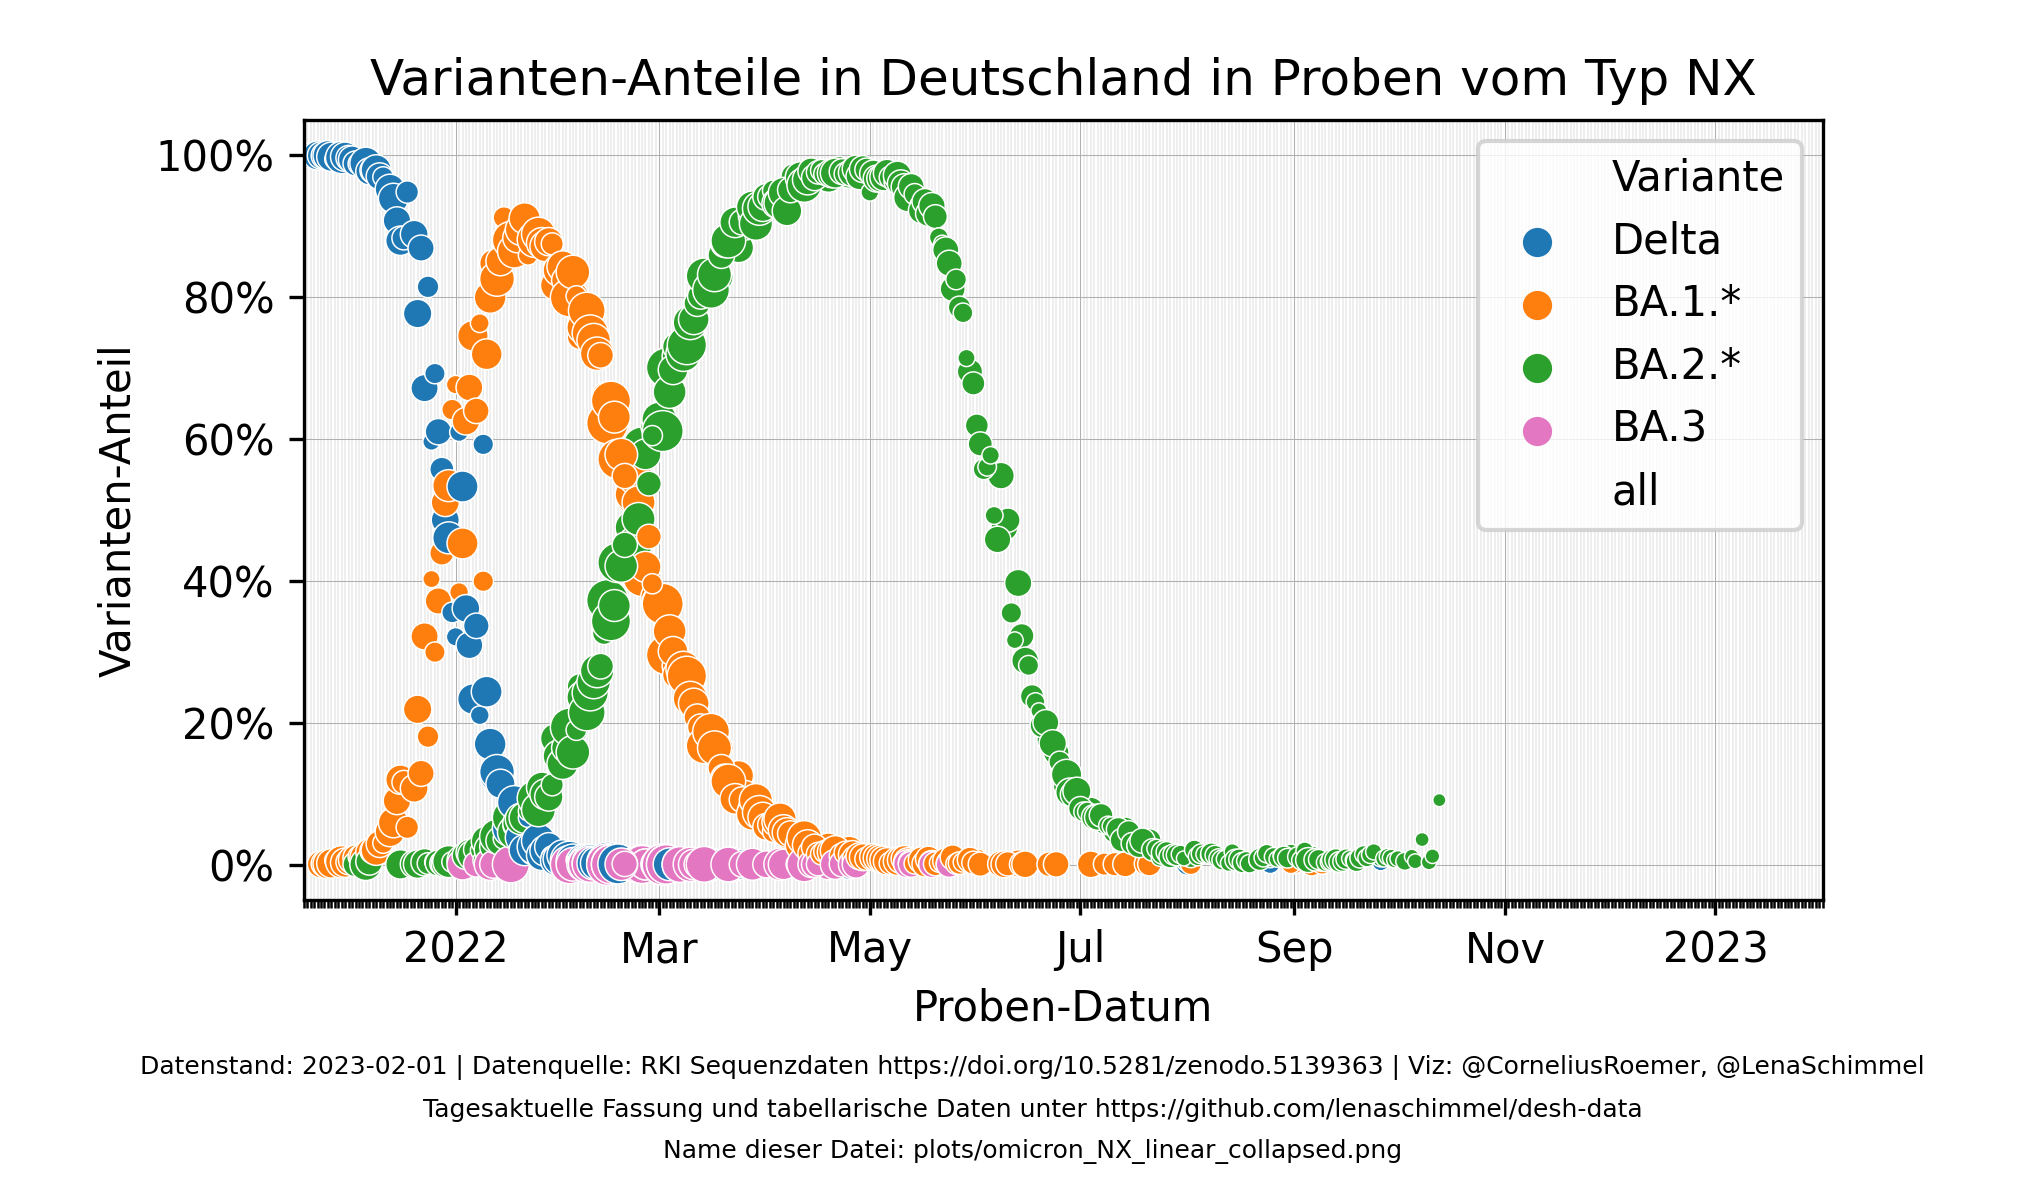 Varianten-Anteile in Deutschland in Proben vom Typ NX
Varianten-Anteil
100%
80%
60%
40%
20%
0%
Variante
Delta
BA.1.*
BA.2.*
BA.3
all
2022
Mar
May
Jul
Sep
Nov
2023
Proben-Datum
Datenstand: 2023-02-01 | Datenquelle: RKI Sequenzdaten https://doi.org/10.5281/zenodo.5139363 | Viz: @CorneliusRoemer, @LenaSchimmel
Tagesaktuelle Fassung und tabellarische Daten unter https://github.com/lenaschimmel/desh-data
Name dieser Datei: plots/omicron_NX_linear_collapsed.png